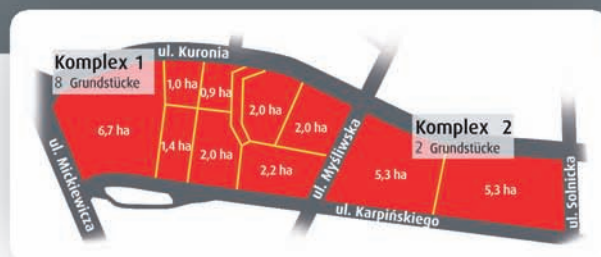 ul. Kuronia
Komplex 1
8 Grundstücke
1,0 ha
0,9 ha
2,0 ha
2,0 ha
6,7 ha
1,4 ha
2,0 ha
2,2 ha
ul. Mickiewicza
ul. Myśliwska
Komplex 2
2 Grundstücke
5,3 ha
5,3 ha
ul. Karpińskiego
ul. Solnicka